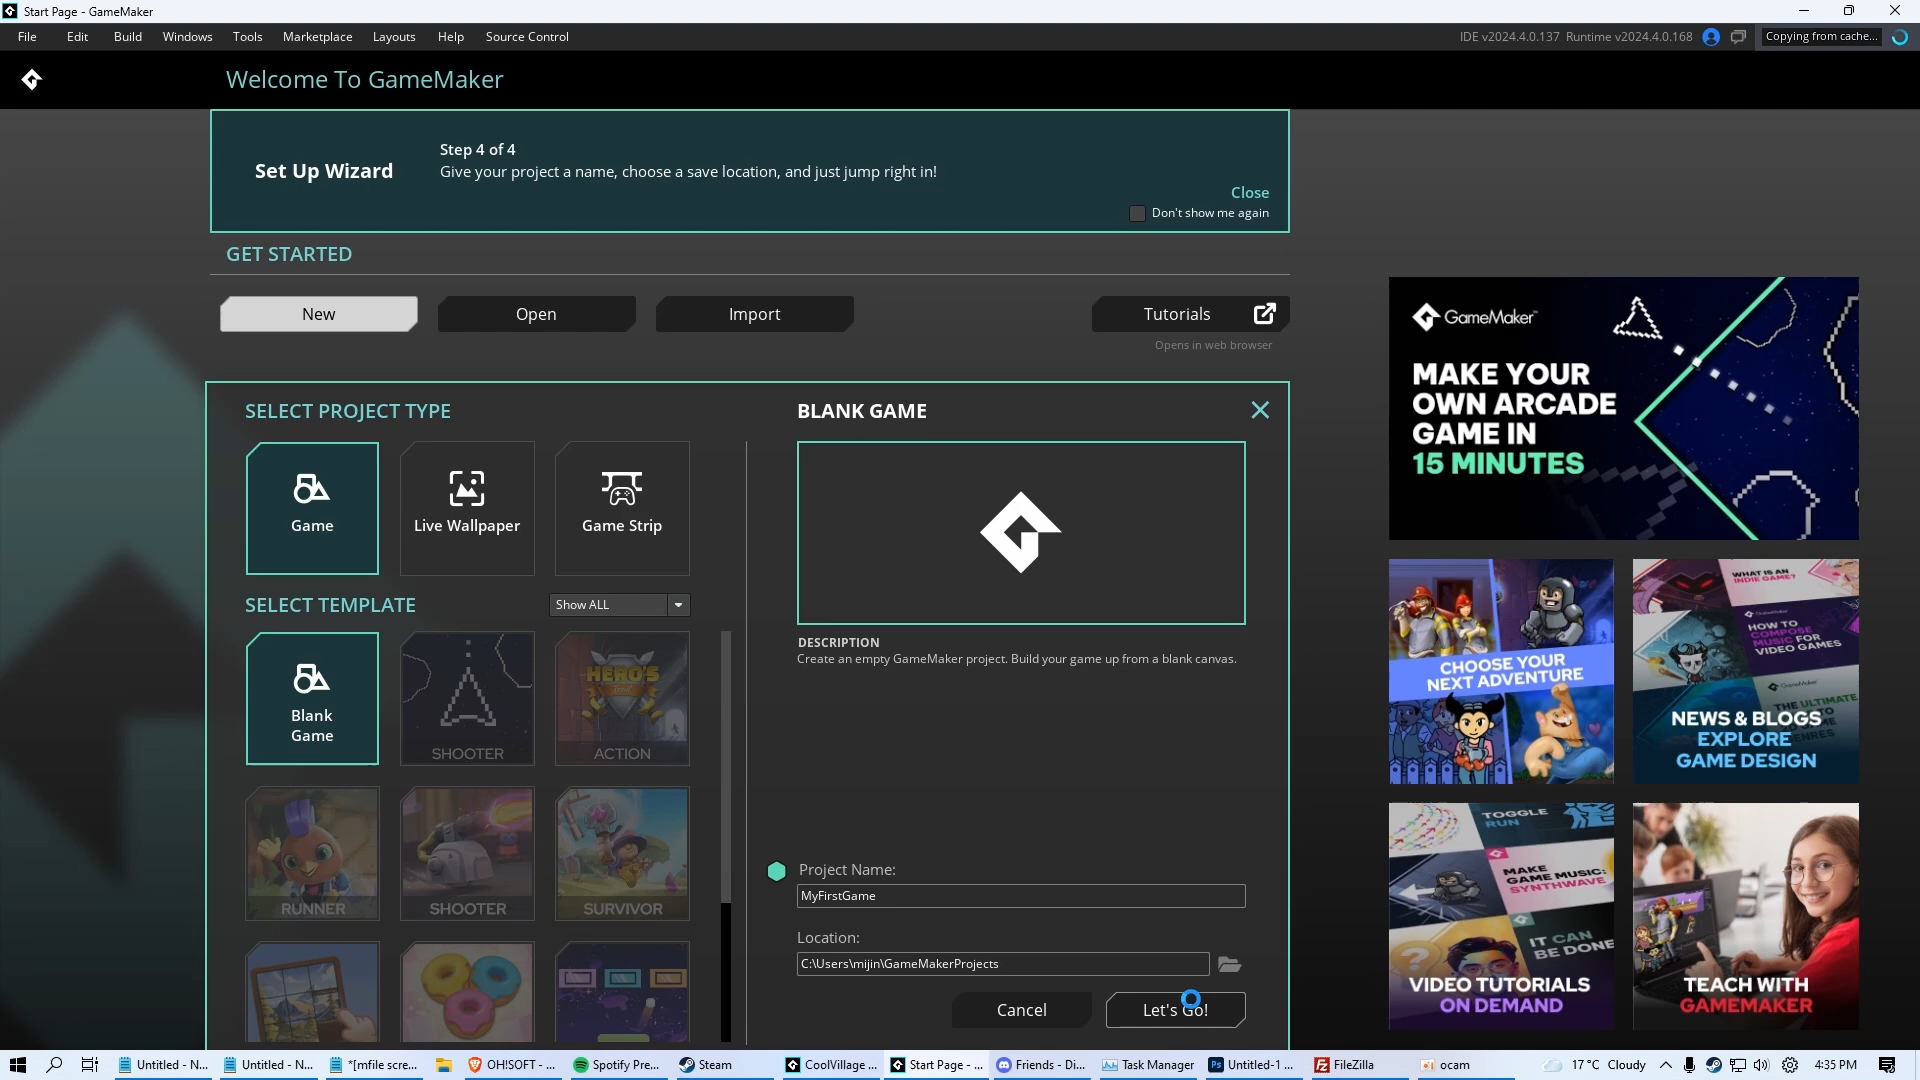 Start Page - GameMaker
File Edit Build Windows Tools Marketplace Layouts Help Source Control
IDE v2024.4.0.137 Runtime v2024.4.0.168
Copying from cache...
Welcome To GameMaker
Set Up Wizard
Step 4 of 4
Give your project a name, choose a save location, and just jump right in!
Close
Don't show me again
GET STARTED
New Open Import Tutorials
Opens in web browser
SELECT PROJECT TYPE
Game Live Wallpaper Game Strip
SELECT TEMPLATE
Show ALL
Blank
Game
SHOOTER
HERO'S
Trail
ACTION
RUNNER SHOOTER SURVIVOR
BLANK GAME
DESCRIPTION
Create an empty GameMaker project. Build your game up from a blank canvas.
Project Name:
MyFirstGame
Location:
C:\Users\mijin\GameMakerProjects
Cancel Let's Go!
GameMaker™
MAKE YOUR
OWN ARCADE
GAME IN
15 MINUTES
CHOOSE YOUR
NEXT ADVENTURE
WHAT IS AN
INDIE GAME?
HOW TO
COMPOSE
MUSIC FOR
VIDEO GAMES
GameMaker
THE ULTIMATE
NEWS & BLOGS
EXPLORE
GAME DESIGN
TOGGLE
RUN
MAKE
GAME MUSIC:
SYNTHWAVE
IT CAN
BE DONE
VIDEO TUTORIALS
ON DEMAND
TEACH WITH
GAMEMAKER
Untitled - N... Untitled - N... *[mfile scre... OH!SOFT - ... Spotify Pre... Steam CoolVillage ... Start Page - ... Friends - Di... Task Manager Untitled-1 ... FileZilla ocam 17°C Cloudy 4:35 PM